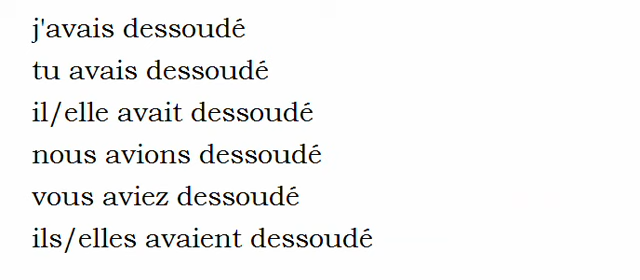 j'avais dessoudé
tu avais dessoudé
il/elle avait dessoudé
nous avions dessoudé
vous aviez dessoudé
ils/elles avaient dessoudé